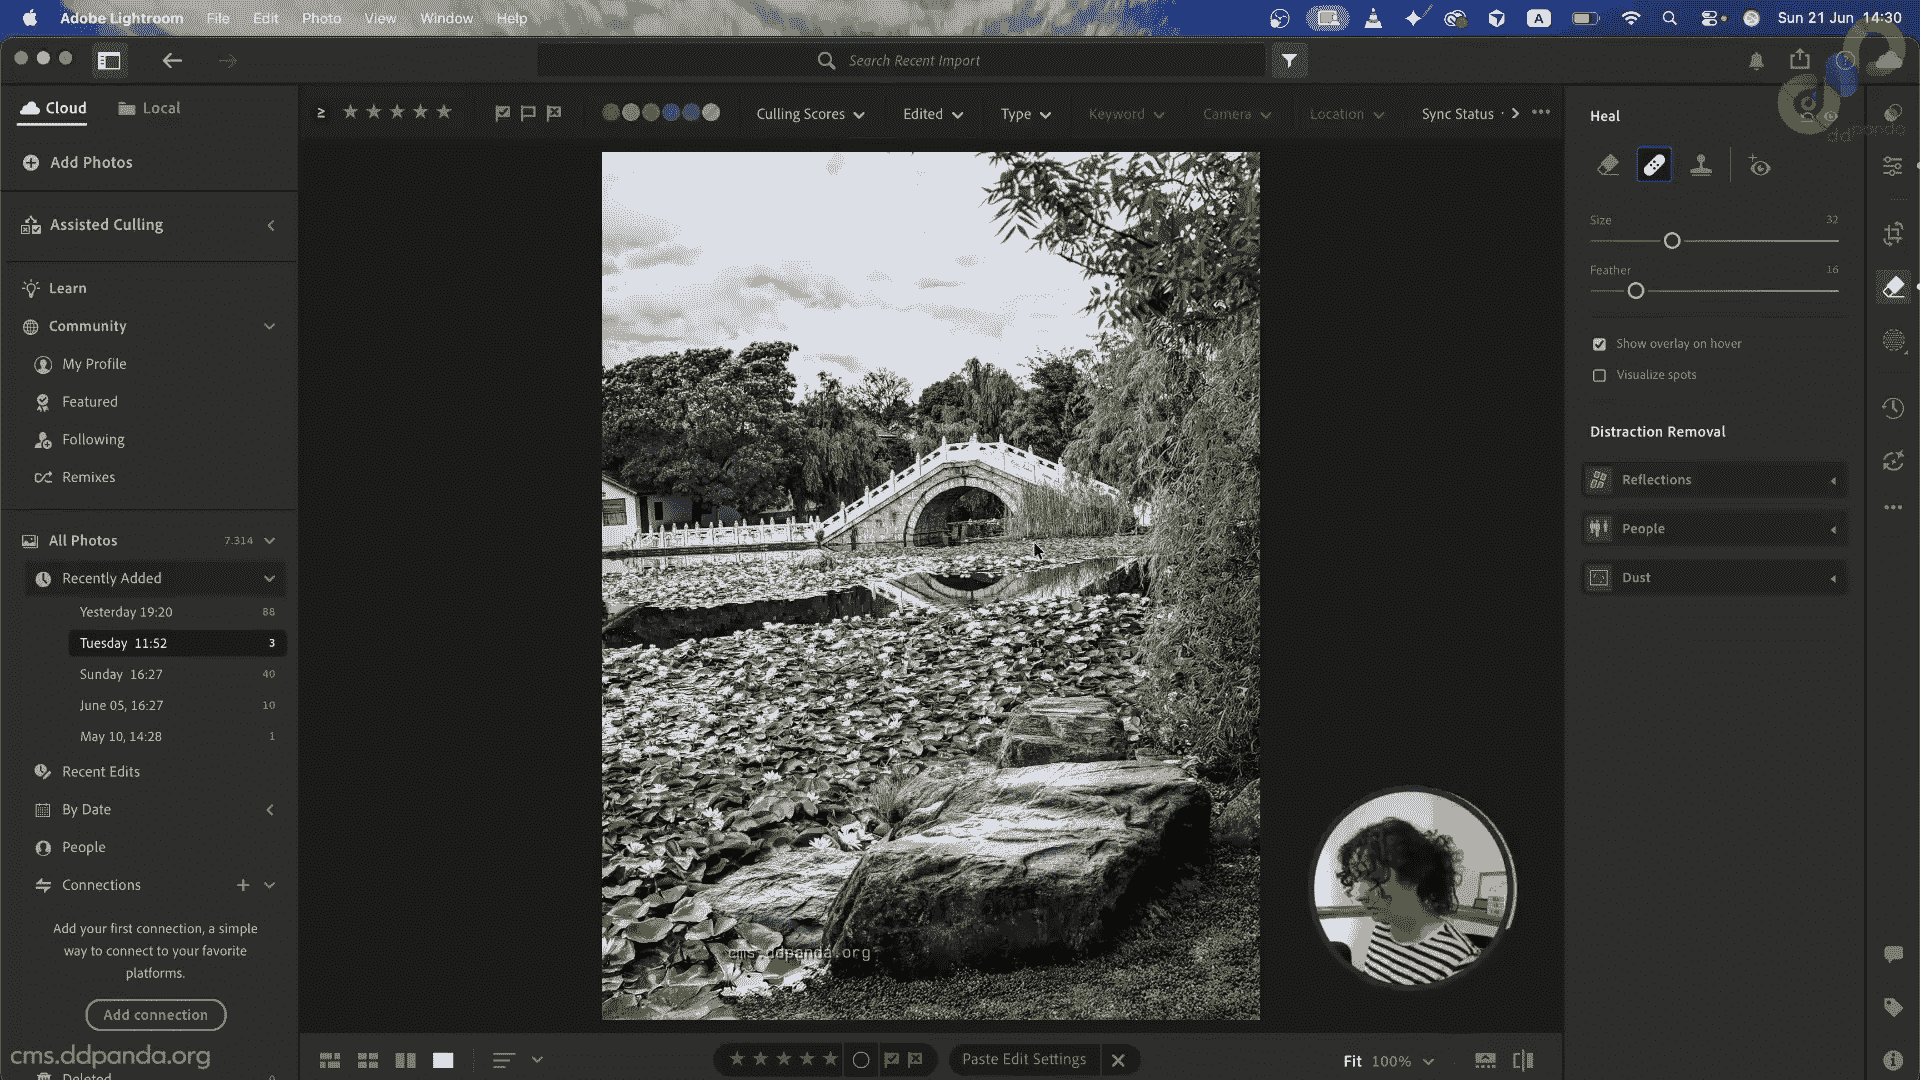 Adobe Lightroom File Edit Photo View Window Help
A Sun 21 Jun 14:30
Search Recent Import
Cloud Local
≥ Culling Scores Edited Type Keyword Camera Location Sync Status
Heal
Add Photos
Assisted Culling
Size 32
Feather 16
Learn
Community
My Profile
Featured
Following
Remixes
Show overlay on hover
Visualize spots
Distraction Removal
Reflections
People
Dust
All Photos 7.314
Recently Added
Yesterday 19:20 88
Tuesday 11:52 3
Sunday 16:27 40
June 05, 16:27 10
May 10, 14:28 1
Recent Edits
By Date
People
Connections
Add your first connection, a simple
way to connect to your favorite
platforms.
Add connection
Deleted 0
Paste Edit Settings
Fit 100%
cms.ddpanda.org
cms.ddpanda.org
ddpanda